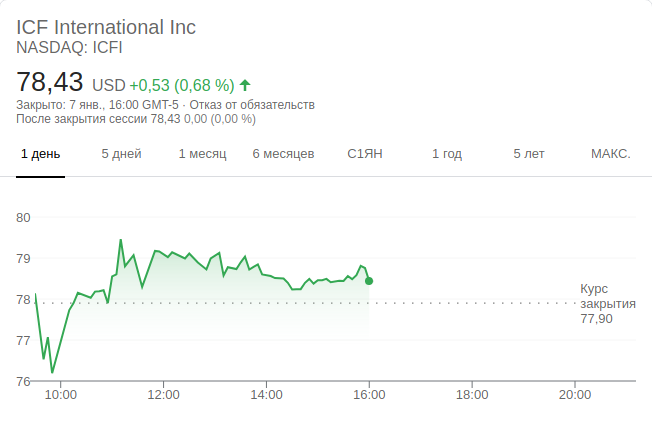 ICF International Inc
NASDAQ: ICFI
78,43 USD +0,53 (0,68 %)
Закрыто: 7 янв., 16:00 GMT-5 · Отказ от обязательств
После закрытия сессии 78,43 0,00 (0,00 %)
1 день 5 дней 1 месяц 6 месяцев С1ЯН 1 год 5 лет МАКС.
80
79
78
77
76
Курс
закрытия
77,90
10:00 12:00 14:00 16:00 18:00 20:00